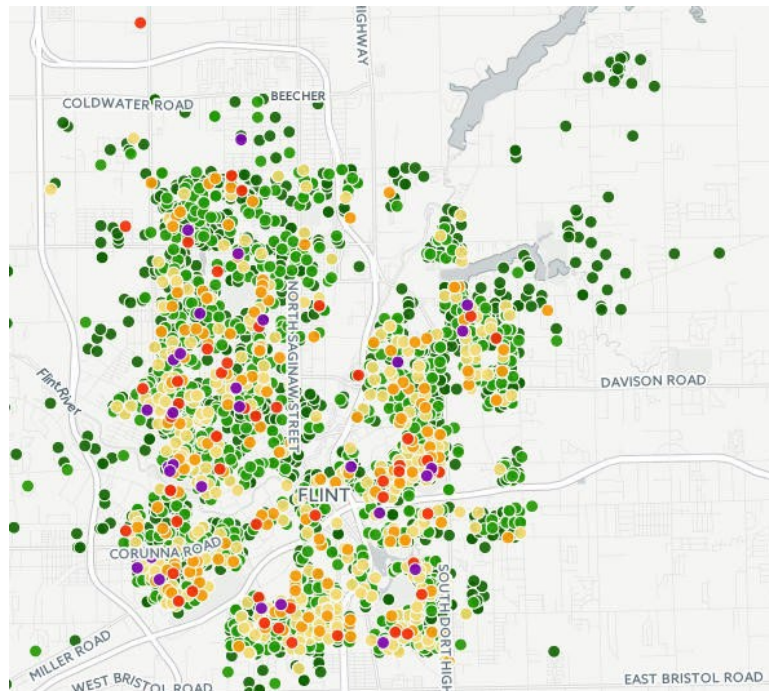 HIGHWAY
COLDWATER ROAD
BEECHER
NORTH SAGINAW STREET
Flint River
DAVISON ROAD
FLINT
CORUNNA ROAD
SOUTH DORT HIGH
MILLER ROAD
WEST BRISTOL ROAD
EAST BRISTOL ROAD